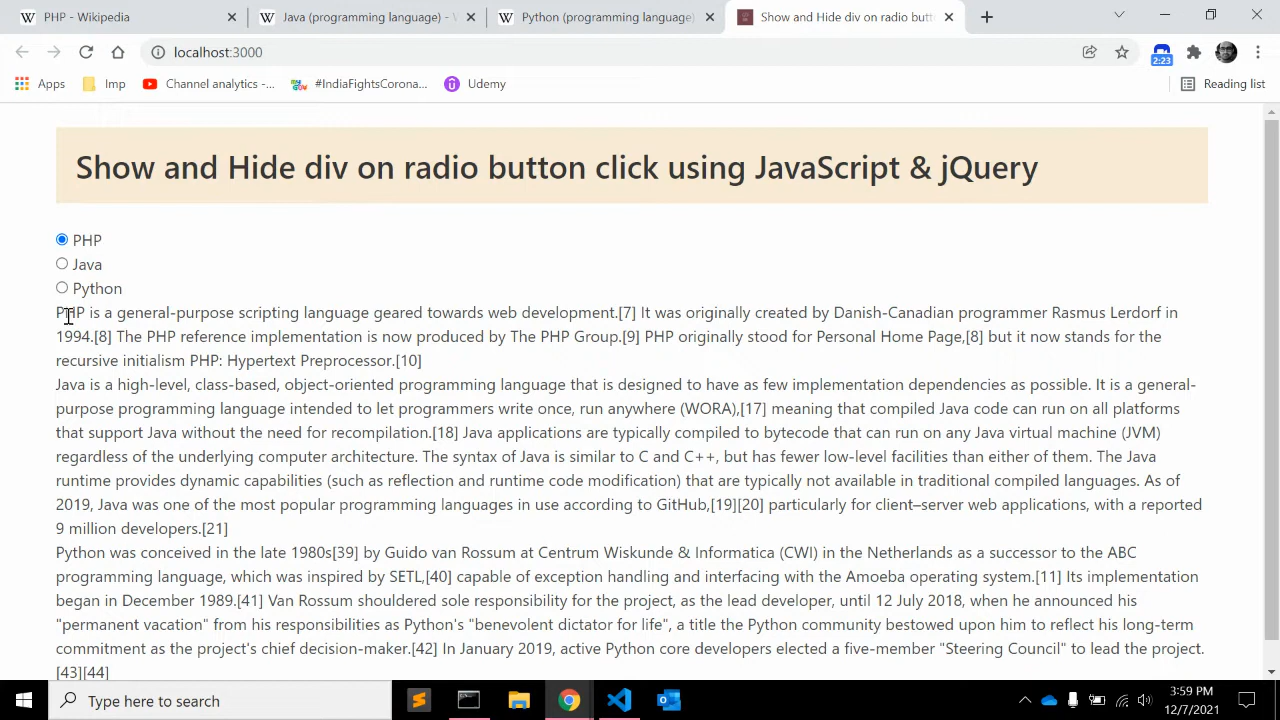 PHP - Wikipedia
Java (programming language) -
Python (programming language)
Show and Hide div on radio butt
localhost:3000
2:23
Apps
Imp
Channel analytics -...
#IndiaFightsCorona...
Udemy
Reading list
Show and Hide div on radio button click using JavaScript & jQuery
PHP
Java
Python
PHP is a general-purpose scripting language geared towards web development.[7] It was originally created by Danish-Canadian programmer Rasmus Lerdorf in
1994.[8] The PHP reference implementation is now produced by The PHP Group.[9] PHP originally stood for Personal Home Page,[8] but it now stands for the
recursive initialism PHP: Hypertext Preprocessor.[10]
Java is a high-level, class-based, object-oriented programming language that is designed to have as few implementation dependencies as possible. It is a general-
purpose programming language intended to let programmers write once, run anywhere (WORA),[17] meaning that compiled Java code can run on all platforms
that support Java without the need for recompilation.[18] Java applications are typically compiled to bytecode that can run on any Java virtual machine (JVM)
regardless of the underlying computer architecture. The syntax of Java is similar to C and C++, but has fewer low-level facilities than either of them. The Java
runtime provides dynamic capabilities (such as reflection and runtime code modification) that are typically not available in traditional compiled languages. As of
2019, Java was one of the most popular programming languages in use according to GitHub,[19][20] particularly for client–server web applications, with a reported
9 million developers.[21]
Python was conceived in the late 1980s[39] by Guido van Rossum at Centrum Wiskunde & Informatica (CWI) in the Netherlands as a successor to the ABC
programming language, which was inspired by SETL,[40] capable of exception handling and interfacing with the Amoeba operating system.[11] Its implementation
began in December 1989.[41] Van Rossum shouldered sole responsibility for the project, as the lead developer, until 12 July 2018, when he announced his
"permanent vacation" from his responsibilities as Python's "benevolent dictator for life", a title the Python community bestowed upon him to reflect his long-term
commitment as the project's chief decision-maker.[42] In January 2019, active Python core developers elected a five-member "Steering Council" to lead the project.
[43][44]
Type here to search
3:59 PM
12/7/2021